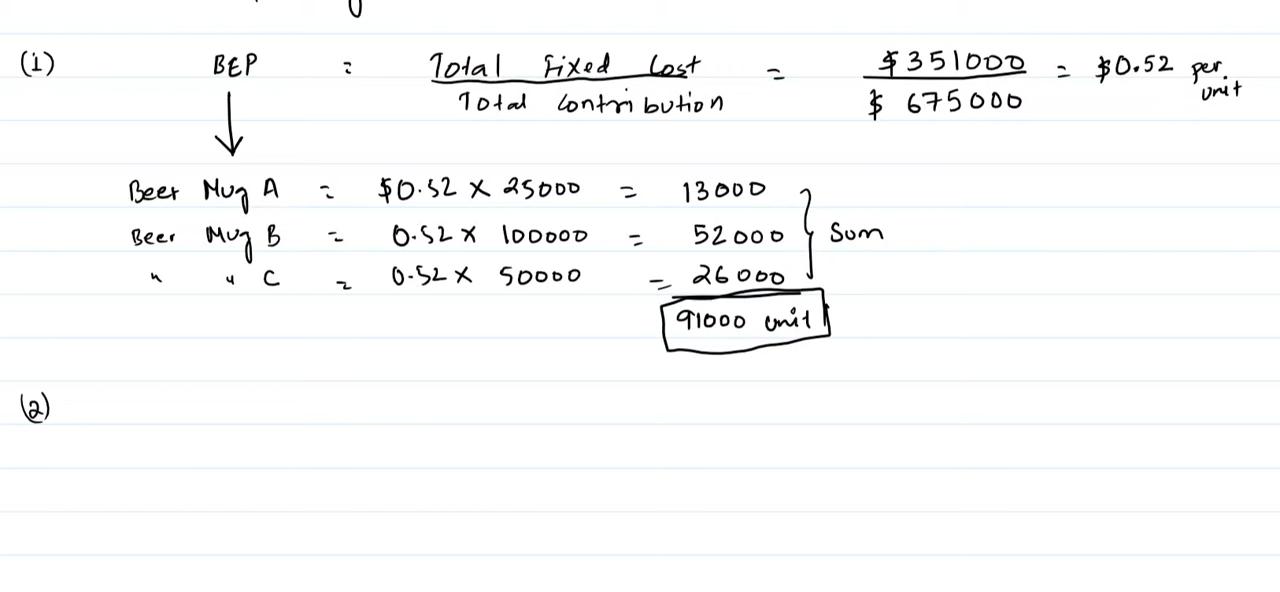 (1) BEP = Total Fixed Cost / Total Contribution = $351000 / $675000 = $0.52 per unit
Beer Mug A = $0.52 × 25000 = 13000
Beer Mug B = 0.52 × 100000 = 52000 } Sum
" " C = 0.52 × 50000 = 26000
91000 unit
(2)